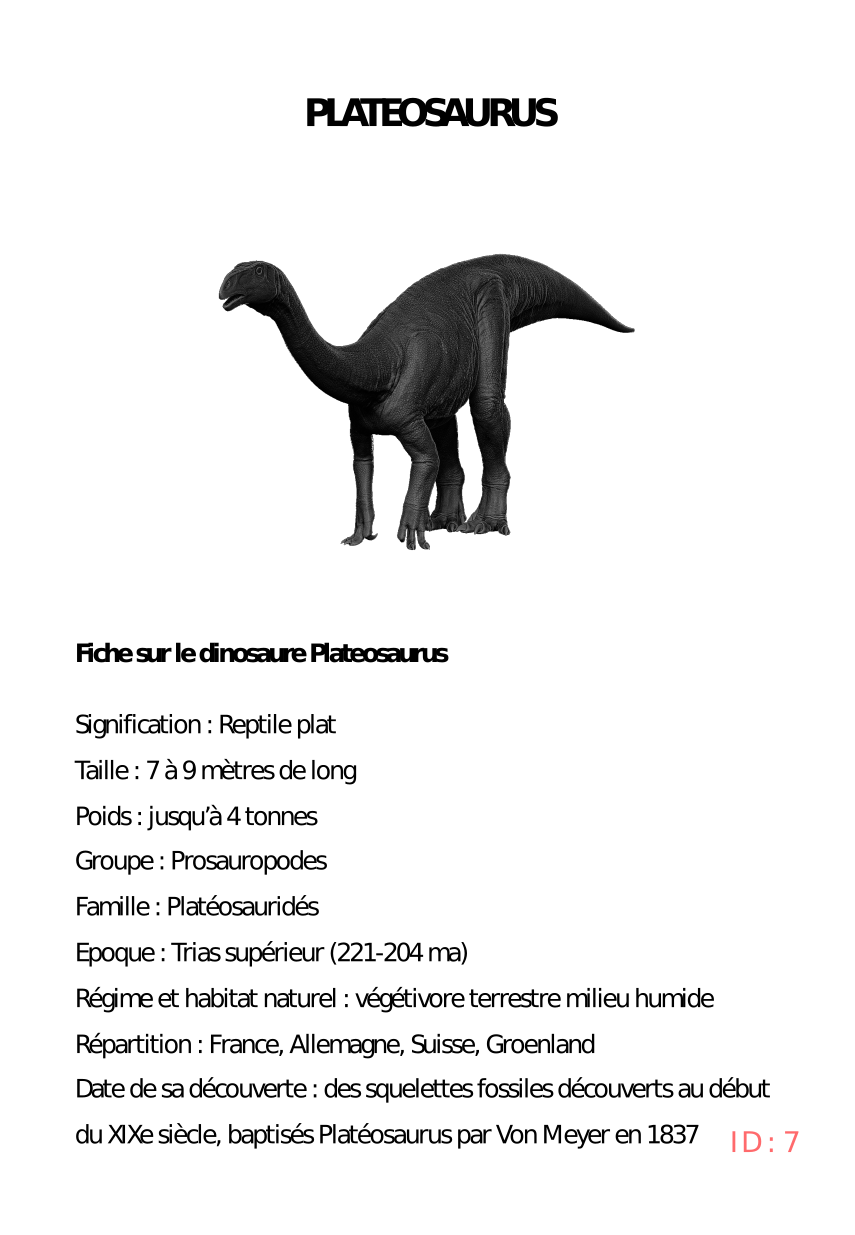 PLATEOSAURUS
Fiche sur le dinosaure Plateosaurus
Signification : Reptile plat
Taille : 7 à 9 mètres de long
Poids : jusqu’à 4 tonnes
Groupe : Prosauropodes
Famille : Platéosauridés
Epoque : Trias supérieur (221-204 ma)
Régime et habitat naturel : végétivore terrestre milieu humide
Répartition : France, Allemagne, Suisse, Groenland
Date de sa découverte : des squelettes fossiles découverts au début
du XIXe siècle, baptisés Platéosaurus par Von Meyer en 1837
ID : 7